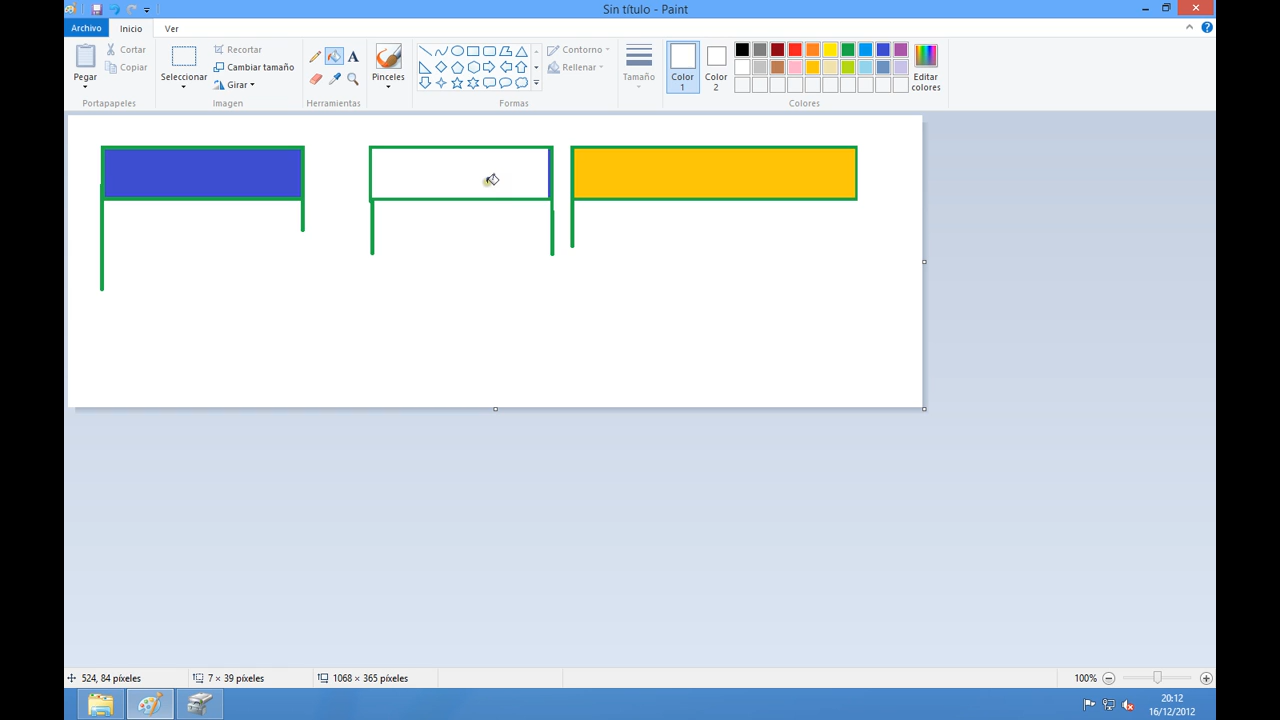 Sin título - Paint
Archivo Inicio Ver
Pegar
Cortar
Copiar
Portapapeles
Seleccionar
Recortar
Cambiar tamaño
Girar
Imagen
A
Herramientas
Pinceles
Contorno
Rellenar
Formas
Tamaño
Color
1
Color
2
Editar
colores
Colores
524, 84 píxeles 7 × 39 píxeles 1068 × 365 píxeles 100%
20:12
16/12/2012